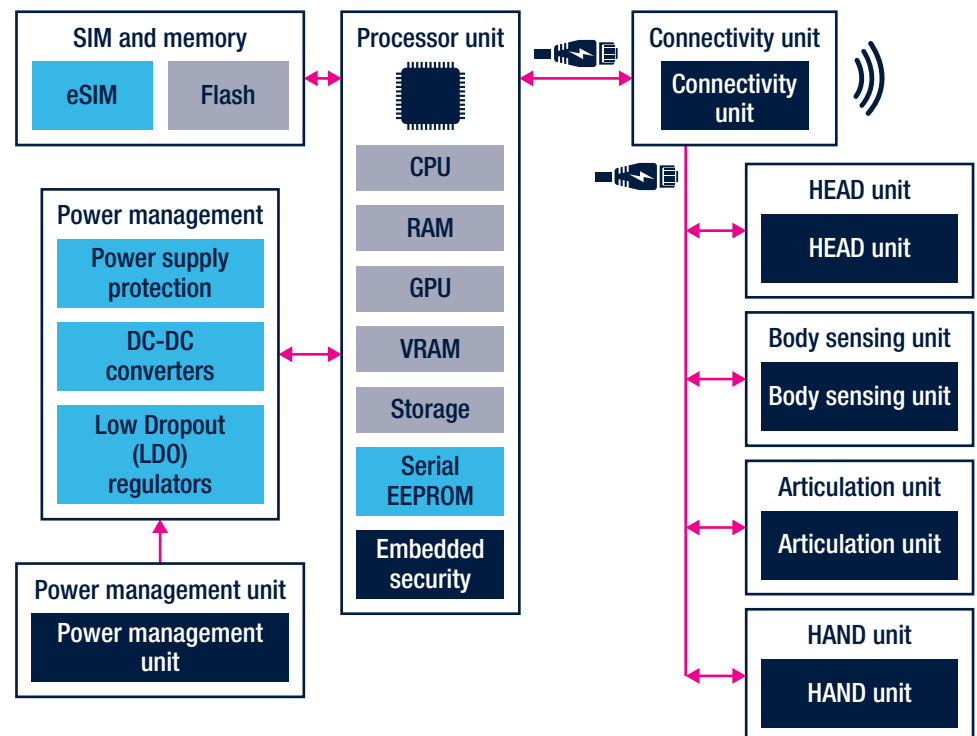 SIM and memory
eSIM
Flash
Power management
Power supply
protection
DC-DC
converters
Low Dropout
(LDO)
regulators
Power management unit
Power management
unit
Processor unit
CPU
RAM
GPU
VRAM
Storage
Serial
EEPROM
Embedded
security
Connectivity unit
Connectivity
unit
HEAD unit
HEAD unit
Body sensing unit
Body sensing unit
Articulation unit
Articulation unit
HAND unit
HAND unit